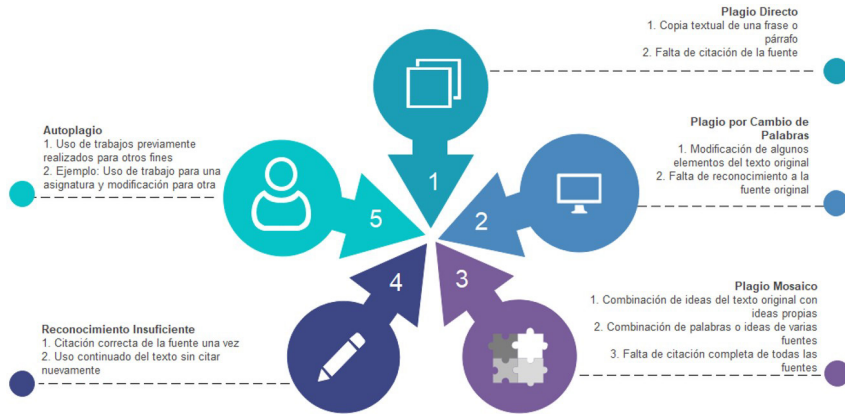 Plagio Directo
1. Copia textual de una frase o
párrafo
2. Falta de citación de la fuente
Autoplagio
1. Uso de trabajos previamente
realizados para otros fines
2. Ejemplo: Uso de trabajo para una
asignatura y modificación para otra
Plagio por Cambio de
Palabras
1. Modificación de algunos
elementos del texto original
2. Falta de reconocimiento a la
fuente original
1
5
2
4
3
Reconocimiento Insuficiente
1. Citación correcta de la fuente una vez
2. Uso continuado del texto sin citar
nuevamente
Plagio Mosaico
1. Combinación de ideas del texto original con
ideas propias
2. Combinación de palabras o ideas de varias
fuentes
3. Falta de citación completa de todas las
fuentes